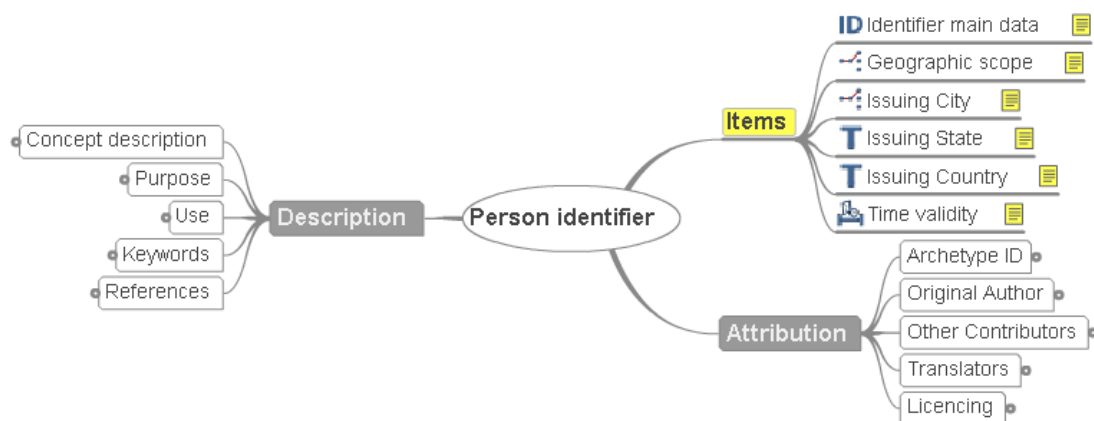 Person identifier
Description
Concept description
Purpose
Use
Keywords
References
Items
ID Identifier main data
Geographic scope
Issuing City
T Issuing State
T Issuing Country
Time validity
Attribution
Archetype ID
Original Author
Other Contributors
Translators
Licencing